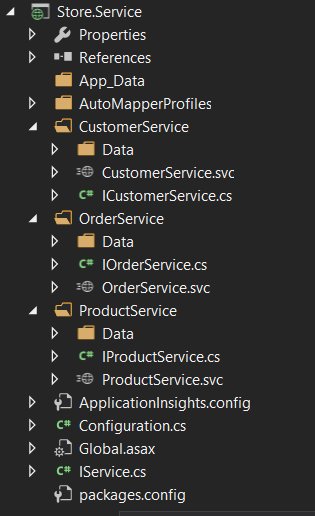 Store.Service
Properties
References
App_Data
AutoMapperProfiles
CustomerService
Data
CustomerService.svc
C# ICustomerService.cs
OrderService
Data
C# IOrderService.cs
OrderService.svc
ProductService
Data
C# IProductService.cs
ProductService.svc
ApplicationInsights.config
C# Configuration.cs
Global.asax
C# IService.cs
packages.config